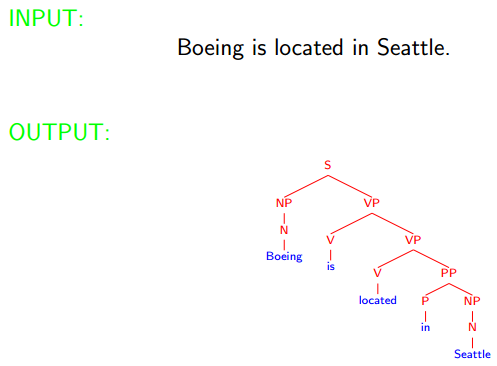 INPUT:
Boeing is located in Seattle.
OUTPUT:
S
NP VP
N V VP
Boeing is V PP
located P NP
in N
Seattle